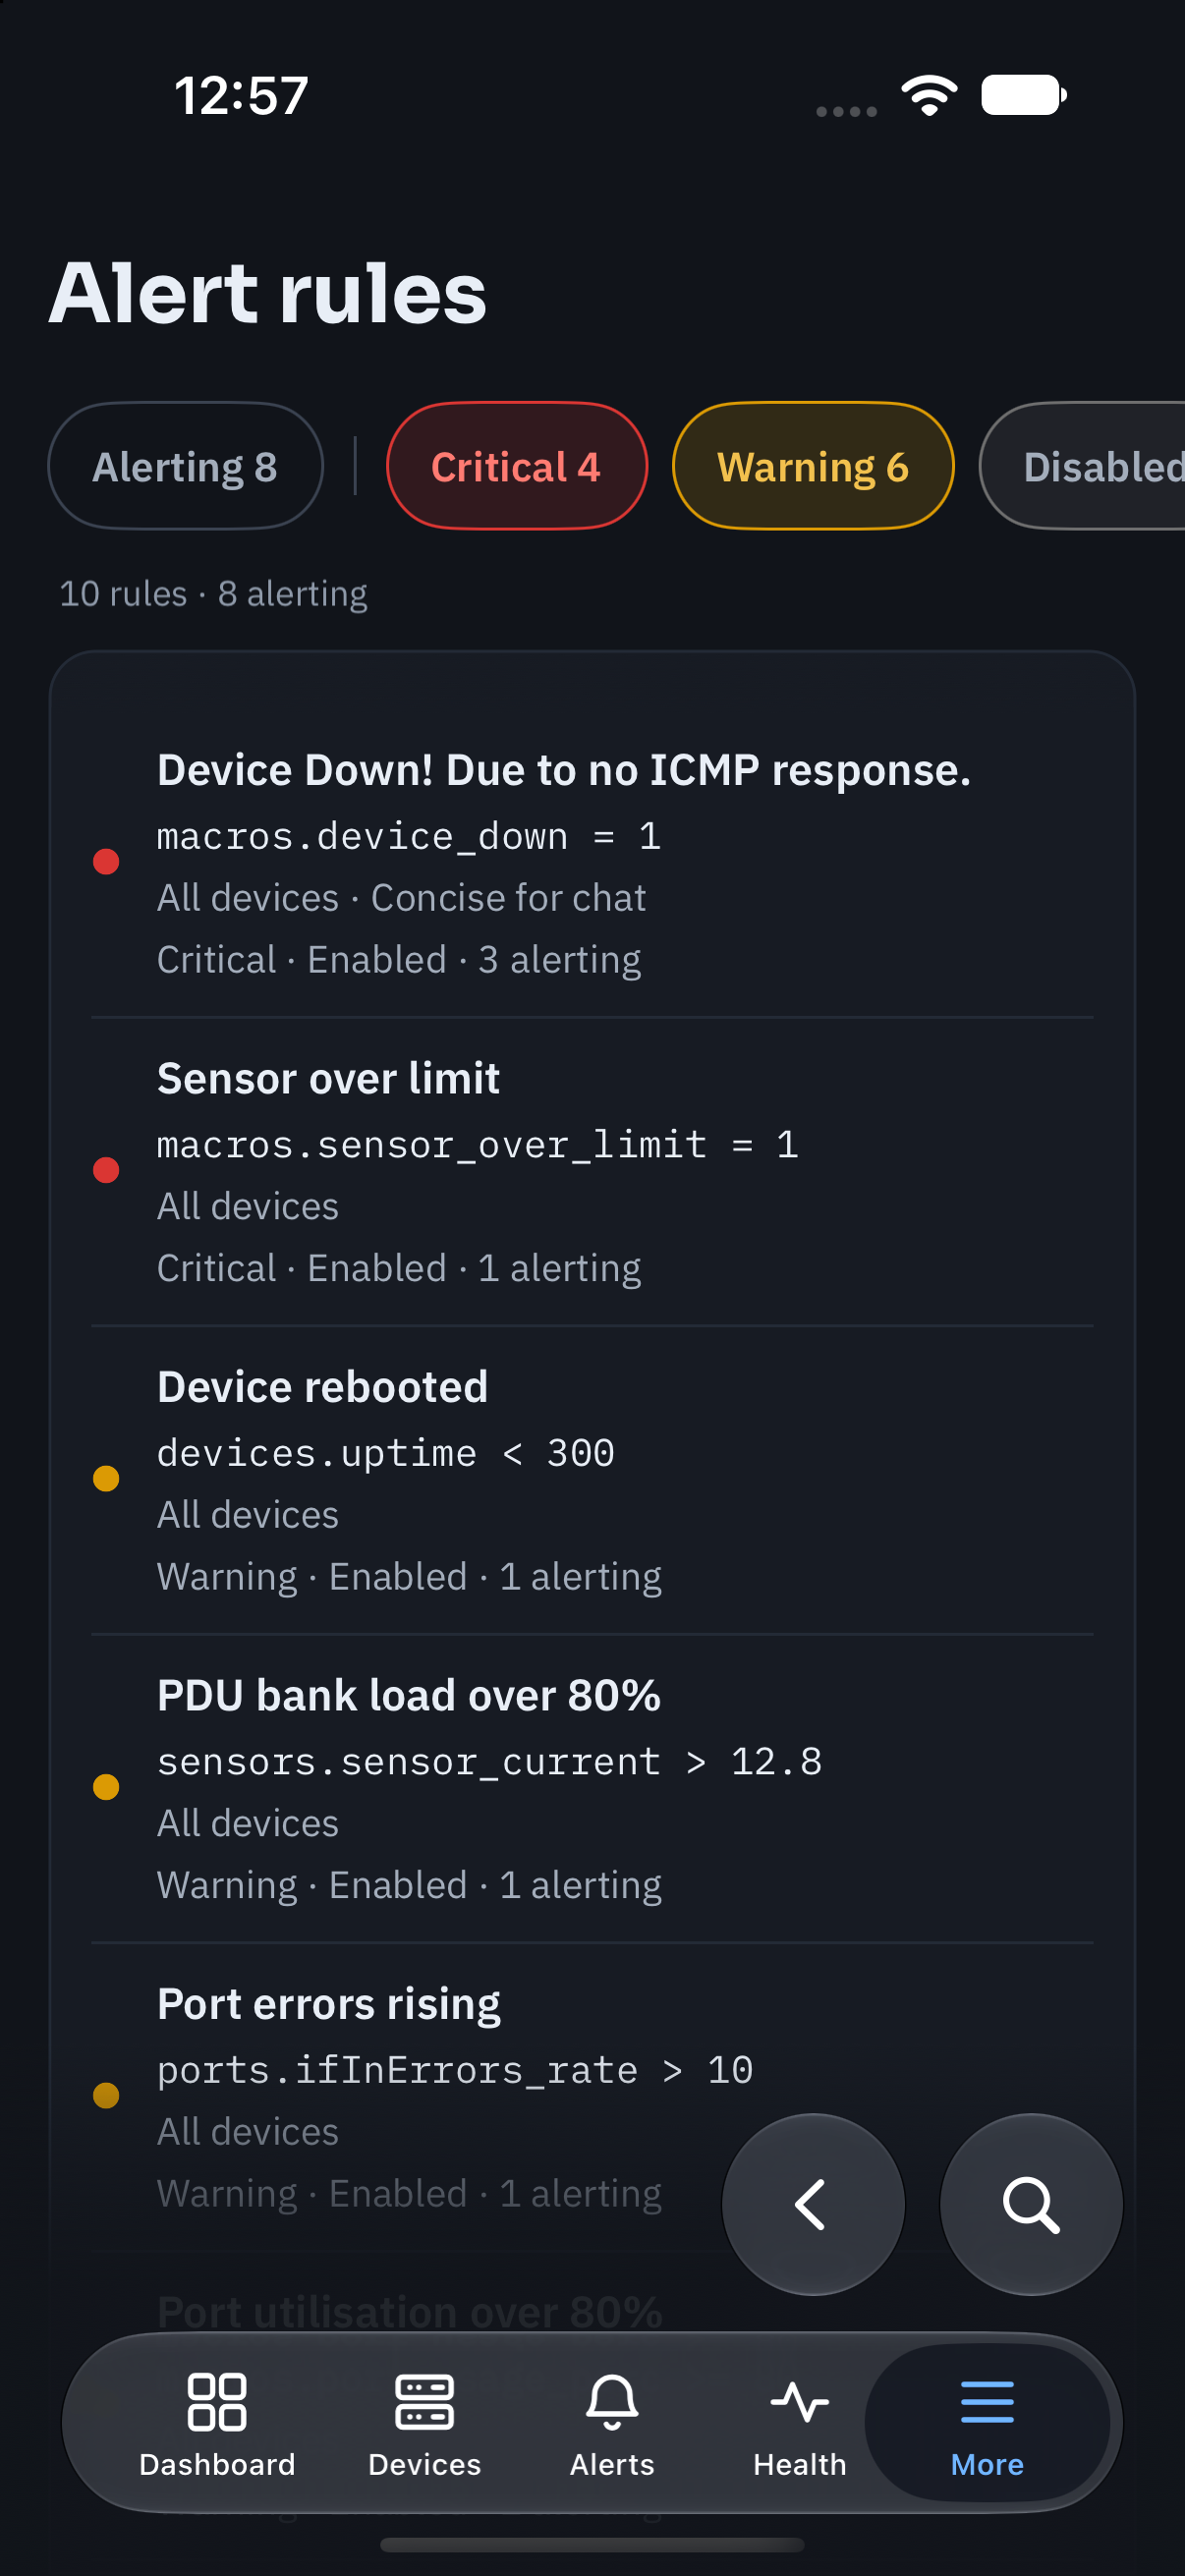 12:57
Alert rules
Alerting 8
Critical 4
Warning 6
Disabled
10 rules · 8 alerting
Device Down! Due to no ICMP response.
macros.device_down = 1
All devices · Concise for chat
Critical · Enabled · 3 alerting
Sensor over limit
macros.sensor_over_limit = 1
All devices
Critical · Enabled · 1 alerting
Device rebooted
devices.uptime < 300
All devices
Warning · Enabled · 1 alerting
PDU bank load over 80%
sensors.sensor_current > 12.8
All devices
Warning · Enabled · 1 alerting
Port errors rising
ports.ifInErrors_rate > 10
All devices
Warning · Enabled · 1 alerting
Port utilisation over 80%
Dashboard
Devices
Alerts
Health
More